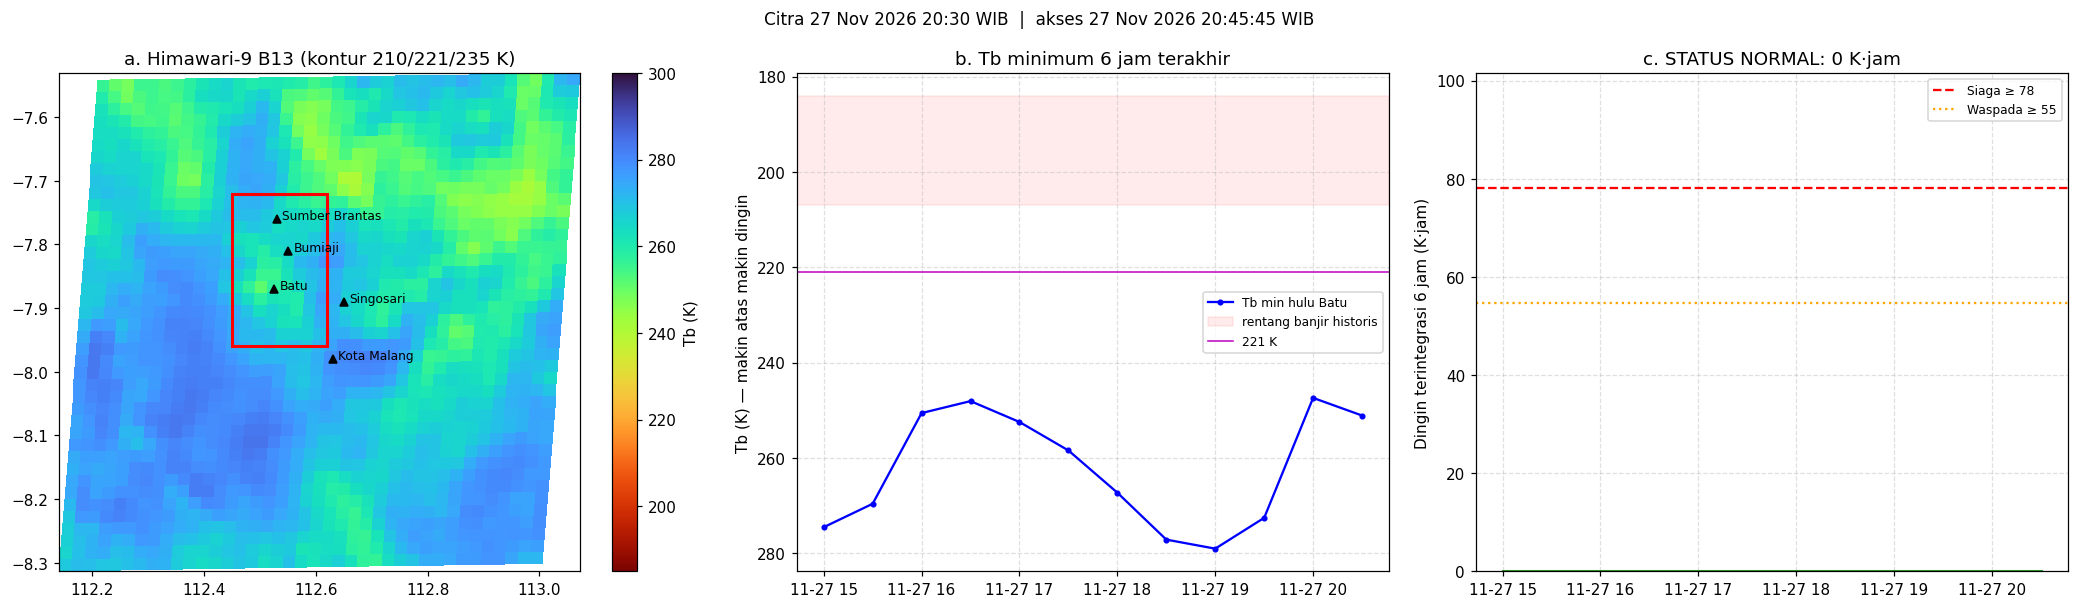 Citra 27 Nov 2026 20:30 WIB | akses 27 Nov 2026 20:45:45 WIB
a. Himawari-9 B13 (kontur 210/221/235 K)
−7.6
−7.7
−7.8
−7.9
−8.0
−8.1
−8.2
−8.3
112.2 112.4 112.6 112.8 113.0
Sumber Brantas
Bumiaji
Batu
Singosari
Kota Malang
300
280
260
240
220
200
Tb (K)
b. Tb minimum 6 jam terakhir
Tb (K) — makin atas makin dingin
180
200
220
240
260
280
Tb min hulu Batu
rentang banjir historis
221 K
11-27 15 11-27 16 11-27 17 11-27 18 11-27 19 11-27 20
c. STATUS NORMAL: 0 K·jam
Dingin terintegrasi 6 jam (K·jam)
100
80
60
40
20
0
Siaga ≥ 78
Waspada ≥ 55
11-27 15 11-27 16 11-27 17 11-27 18 11-27 19 11-27 20